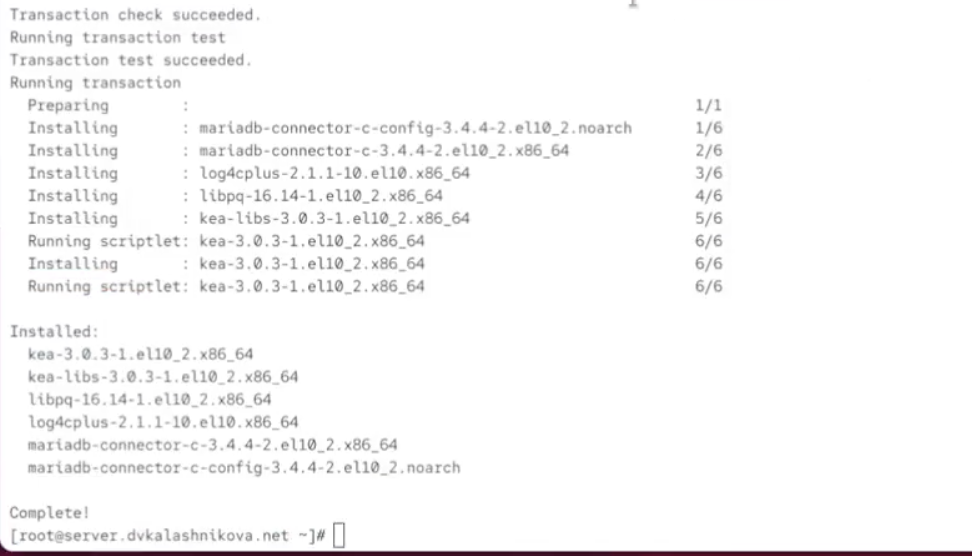 Transaction check succeeded.
Running transaction test
Transaction test succeeded.
Running transaction
Preparing : 1/1
Installing : mariadb-connector-c-config-3.4.4-2.el10_2.noarch 1/6
Installing : mariadb-connector-c-3.4.4-2.el10_2.x86_64 2/6
Installing : log4cplus-2.1.1-10.el10.x86_64 3/6
Installing : libpq-16.14-1.el10_2.x86_64 4/6
Installing : kea-libs-3.0.3-1.el10_2.x86_64 5/6
Running scriptlet: kea-3.0.3-1.el10_2.x86_64 6/6
Installing : kea-3.0.3-1.el10_2.x86_64 6/6
Running scriptlet: kea-3.0.3-1.el10_2.x86_64 6/6
Installed:
kea-3.0.3-1.el10_2.x86_64
kea-libs-3.0.3-1.el10_2.x86_64
libpq-16.14-1.el10_2.x86_64
log4cplus-2.1.1-10.el10.x86_64
mariadb-connector-c-3.4.4-2.el10_2.x86_64
mariadb-connector-c-config-3.4.4-2.el10_2.noarch
Complete!
[root@server.dvkalashnikova.net ~]#